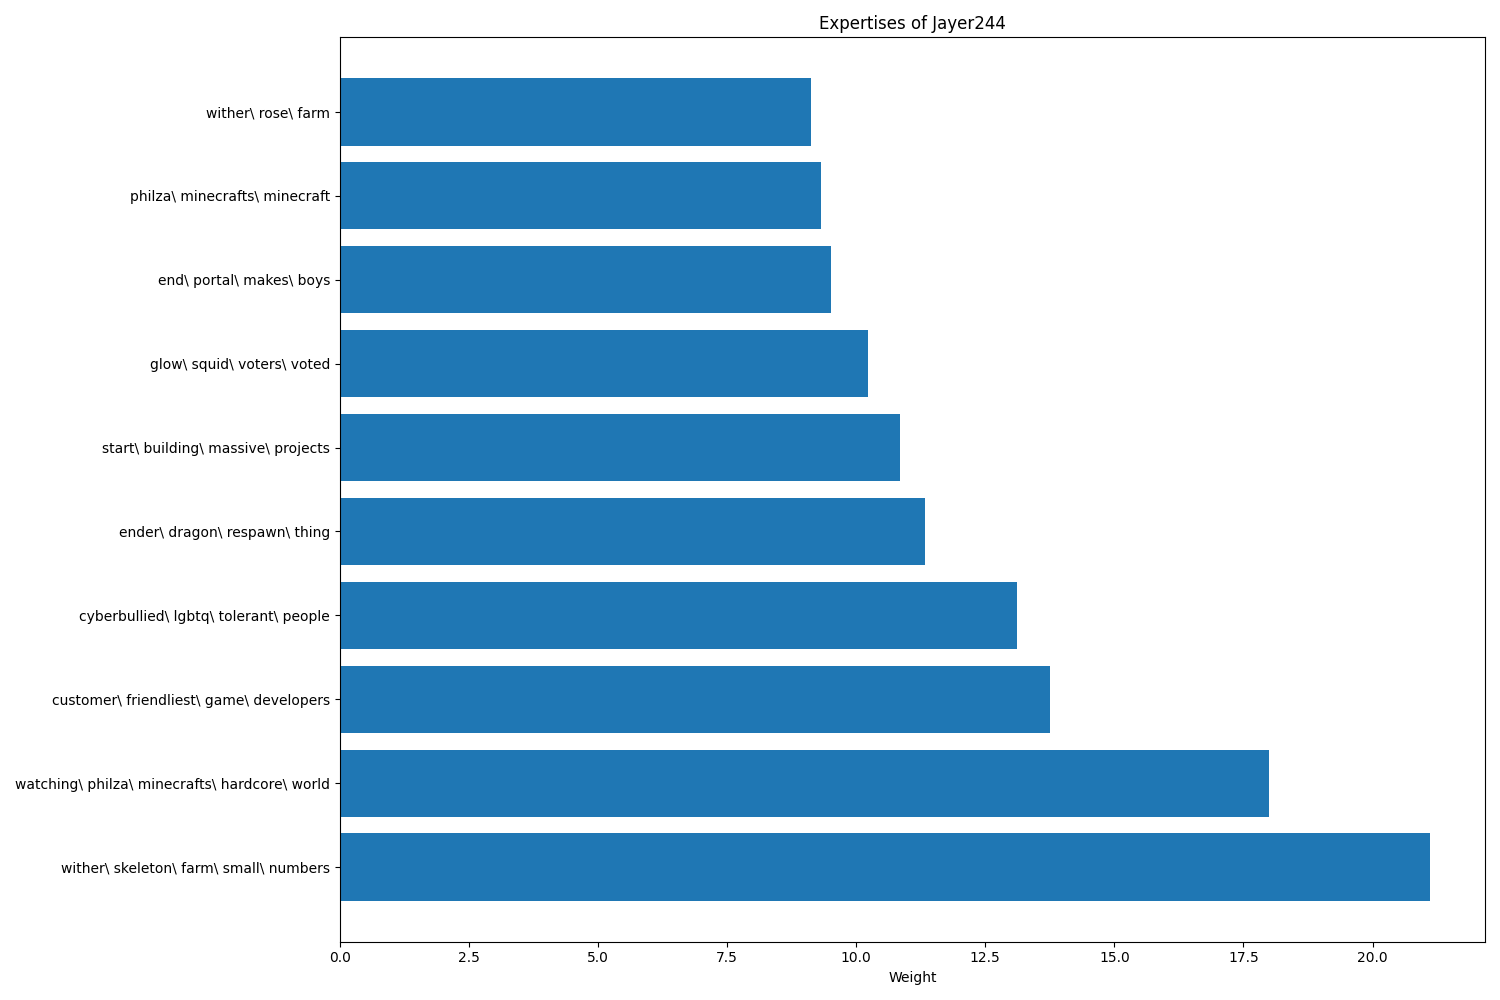 Expertises of Jayer244
wither\ rose\ farm
philza\ minecrafts\ minecraft
end\ portal\ makes\ boys
glow\ squid\ voters\ voted
start\ building\ massive\ projects
ender\ dragon\ respawn\ thing
cyberbullied\ lgbtq\ tolerant\ people
customer\ friendliest\ game\ developers
watching\ philza\ minecrafts\ hardcore\ world
wither\ skeleton\ farm\ small\ numbers
0.0 2.5 5.0 7.5 10.0 12.5 15.0 17.5 20.0
Weight